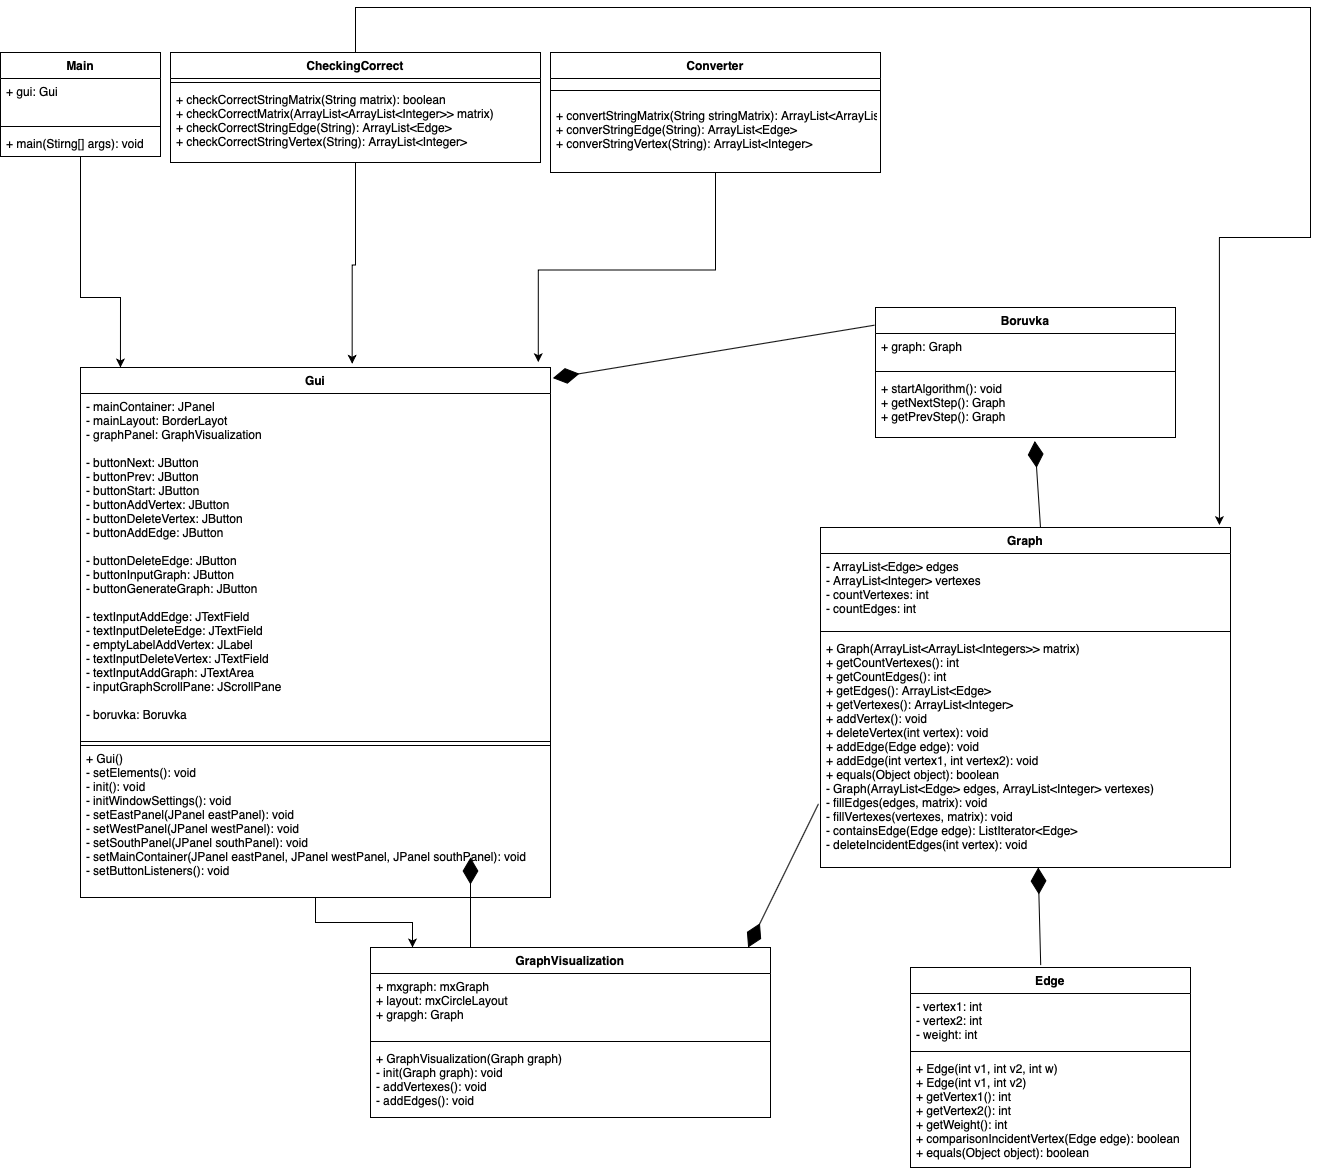 Main
+ gui: Gui
+ main(Stirng[] args): void
CheckingCorrect
+ checkCorrectStringMatrix(String matrix): boolean
+ checkCorrectMatrix(ArrayList<ArrayList<Integer>> matrix)
+ checkCorrectStringEdge(String): ArrayList<Edge>
+ checkCorrectStringVertex(String): ArrayList<Integer>
Converter
+ convertStringMatrix(String stringMatrix): ArrayList<ArrayLis
+ converStringEdge(String): ArrayList<Edge>
+ converStringVertex(String): ArrayList<Integer>
Boruvka
+ graph: Graph
+ startAlgorithm(): void
+ getNextStep(): Graph
+ getPrevStep(): Graph
Gui
- mainContainer: JPanel
- mainLayout: BorderLayot
- graphPanel: GraphVisualization
- buttonNext: JButton
- buttonPrev: JButton
- buttonStart: JButton
- buttonAddVertex: JButton
- buttonDeleteVertex: JButton
- buttonAddEdge: JButton
- buttonDeleteEdge: JButton
- buttonInputGraph: JButton
- buttonGenerateGraph: JButton
- textInputAddEdge: JTextField
- textInputDeleteEdge: JTextField
- emptyLabelAddVertex: JLabel
- textInputDeleteVertex: JTextField
- textInputAddGraph: JTextArea
- inputGraphScrollPane: JScrollPane
- boruvka: Boruvka
+ Gui()
- setElements(): void
- init(): void
- initWindowSettings(): void
- setEastPanel(JPanel eastPanel): void
- setWestPanel(JPanel westPanel): void
- setSouthPanel(JPanel southPanel): void
- setMainContainer(JPanel eastPanel, JPanel westPanel, JPanel southPanel): void
- setButtonListeners(): void
Graph
- ArrayList<Edge> edges
- ArrayList<Integer> vertexes
- countVertexes: int
- countEdges: int
+ Graph(ArrayList<ArrayList<Integers>> matrix)
+ getCountVertexes(): int
+ getCountEdges(): int
+ getEdges(): ArrayList<Edge>
+ getVertexes(): ArrayList<Integer>
+ addVertex(): void
+ deleteVertex(int vertex): void
+ addEdge(Edge edge): void
+ addEdge(int vertex1, int vertex2): void
+ equals(Object object): boolean
- Graph(ArrayList<Edge> edges, ArrayList<Integer> vertexes)
- fillEdges(edges, matrix): void
- fillVertexes(vertexes, matrix): void
- containsEdge(Edge edge): ListIterator<Edge>
- deleteIncidentEdges(int vertex): void
GraphVisualization
+ mxgraph: mxGraph
+ layout: mxCircleLayout
+ grapgh: Graph
+ GraphVisualization(Graph graph)
- init(Graph graph): void
- addVertexes(): void
- addEdges(): void
Edge
- vertex1: int
- vertex2: int
- weight: int
+ Edge(int v1, int v2, int w)
+ Edge(int v1, int v2)
+ getVertex1(): int
+ getVertex2(): int
+ getWeight(): int
+ comparisonIncidentVertex(Edge edge): boolean
+ equals(Object object): boolean